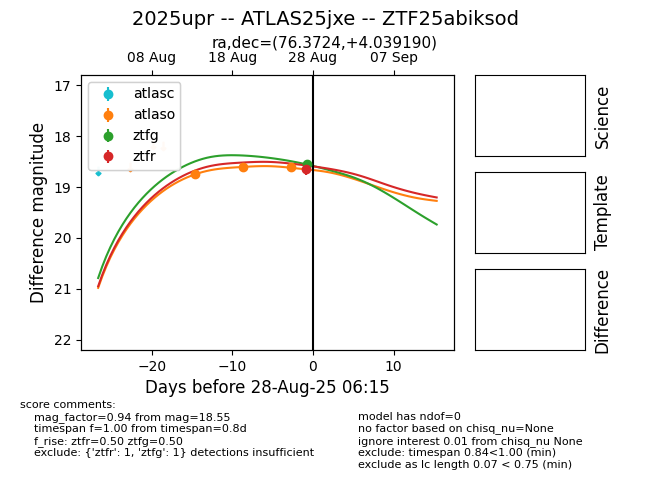 2025upr -- ATLAS25jxe -- ZTF25abiksod
ra,dec=(76.3724,+4.039190)
08 Aug 18 Aug 28 Aug 07 Sep
atlasc
atlaso
ztfg
ztfr
17
18
19
20
21
22
Difference magnitude
−20 −10 0 10
Days before 28-Aug-25 06:15
Science
Template
Difference
score comments:
mag_factor=0.94 from mag=18.55
timespan f=1.00 from timespan=0.8d
f_rise: ztfr=0.50 ztfg=0.50
exclude: {'ztfr': 1, 'ztfg': 1} detections insufficient
model has ndof=0
no factor based on chisq_nu=None
ignore interest 0.01 from chisq_nu None
exclude: timespan 0.84<1.00 (min)
exclude as lc length 0.07 < 0.75 (min)